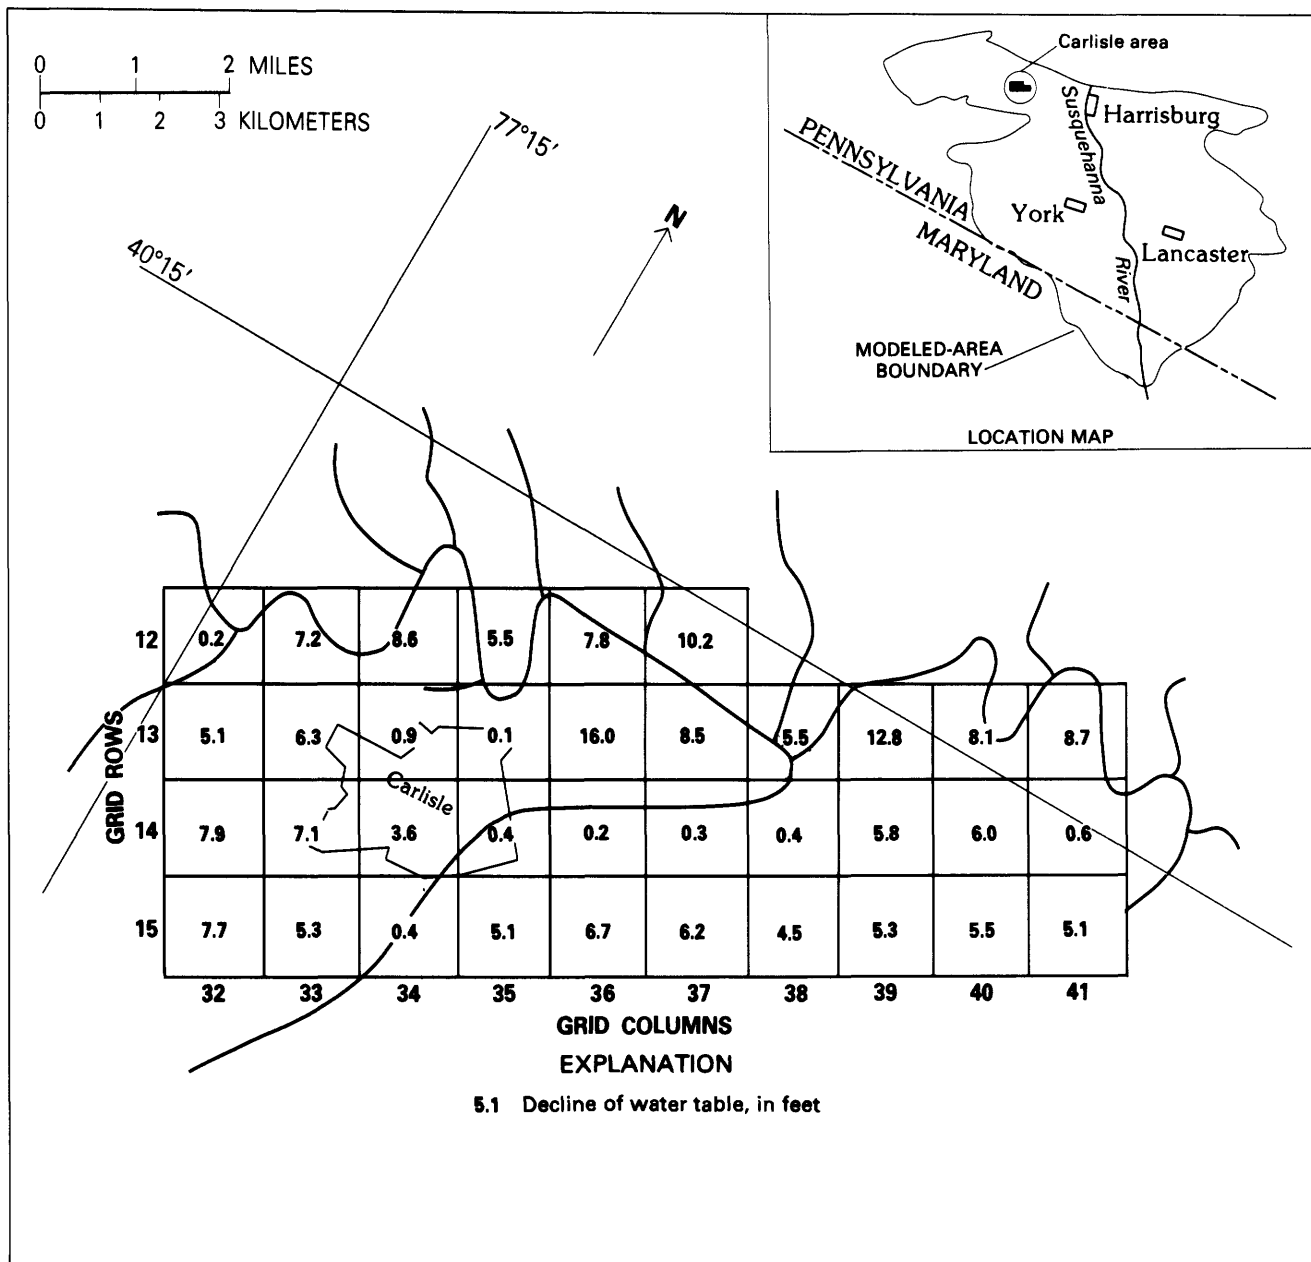 0 1 2 MILES
0 1 2 3 KILOMETERS
77°15′
40°15′
N
Carlisle area
Susquehanna
River
Harrisburg
PENNSYLVANIA
MARYLAND
York
Lancaster
MODELED-AREA
BOUNDARY
LOCATION MAP
GRID ROWS
12 0.2 7.2 8.6 5.5 7.8 10.2
13 5.1 6.3 0.9 0.1 16.0 8.5 5.5 12.8 8.1 8.7
Carlisle
14 7.9 7.1 3.6 0.4 0.2 0.3 0.4 5.8 6.0 0.6
15 7.7 5.3 0.4 5.1 6.7 6.2 4.5 5.3 5.5 5.1
32 33 34 35 36 37 38 39 40 41
GRID COLUMNS
EXPLANATION
5.1 Decline of water table, in feet